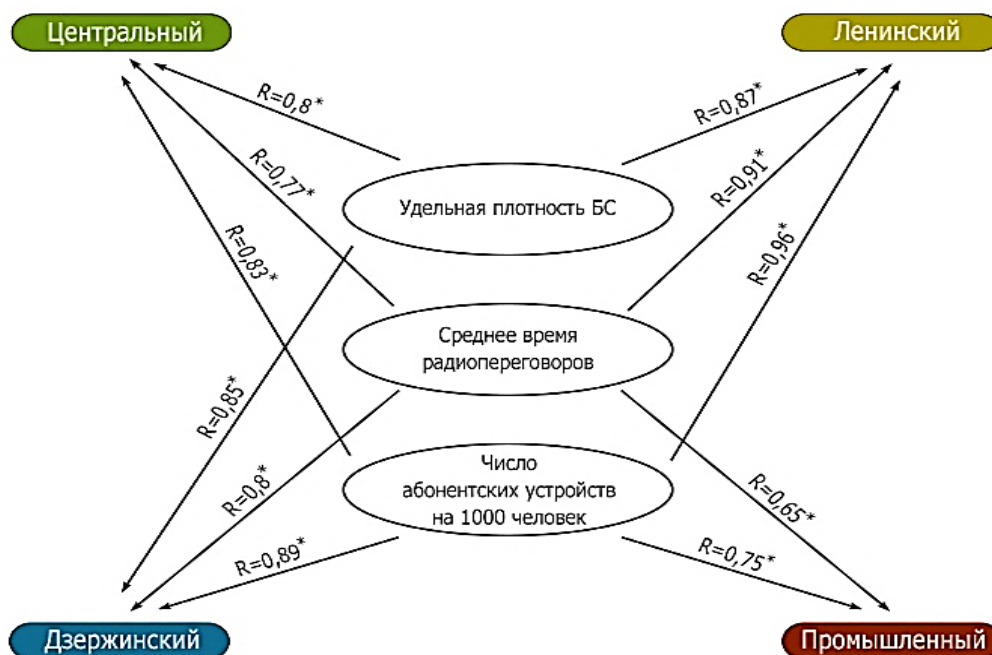 Центральный
Ленинский
R=0,8*
R=0,87*
R=0,77*
R=0,91*
Удельная плотность БС
R=0,83*
R=0,96*
Среднее время
радиопереговоров
R=0,85*
Число
абонентских устройств
на 1000 человек
R=0,8*
R=0,65*
R=0,89*
R=0,75*
Дзержинский
Промышленный